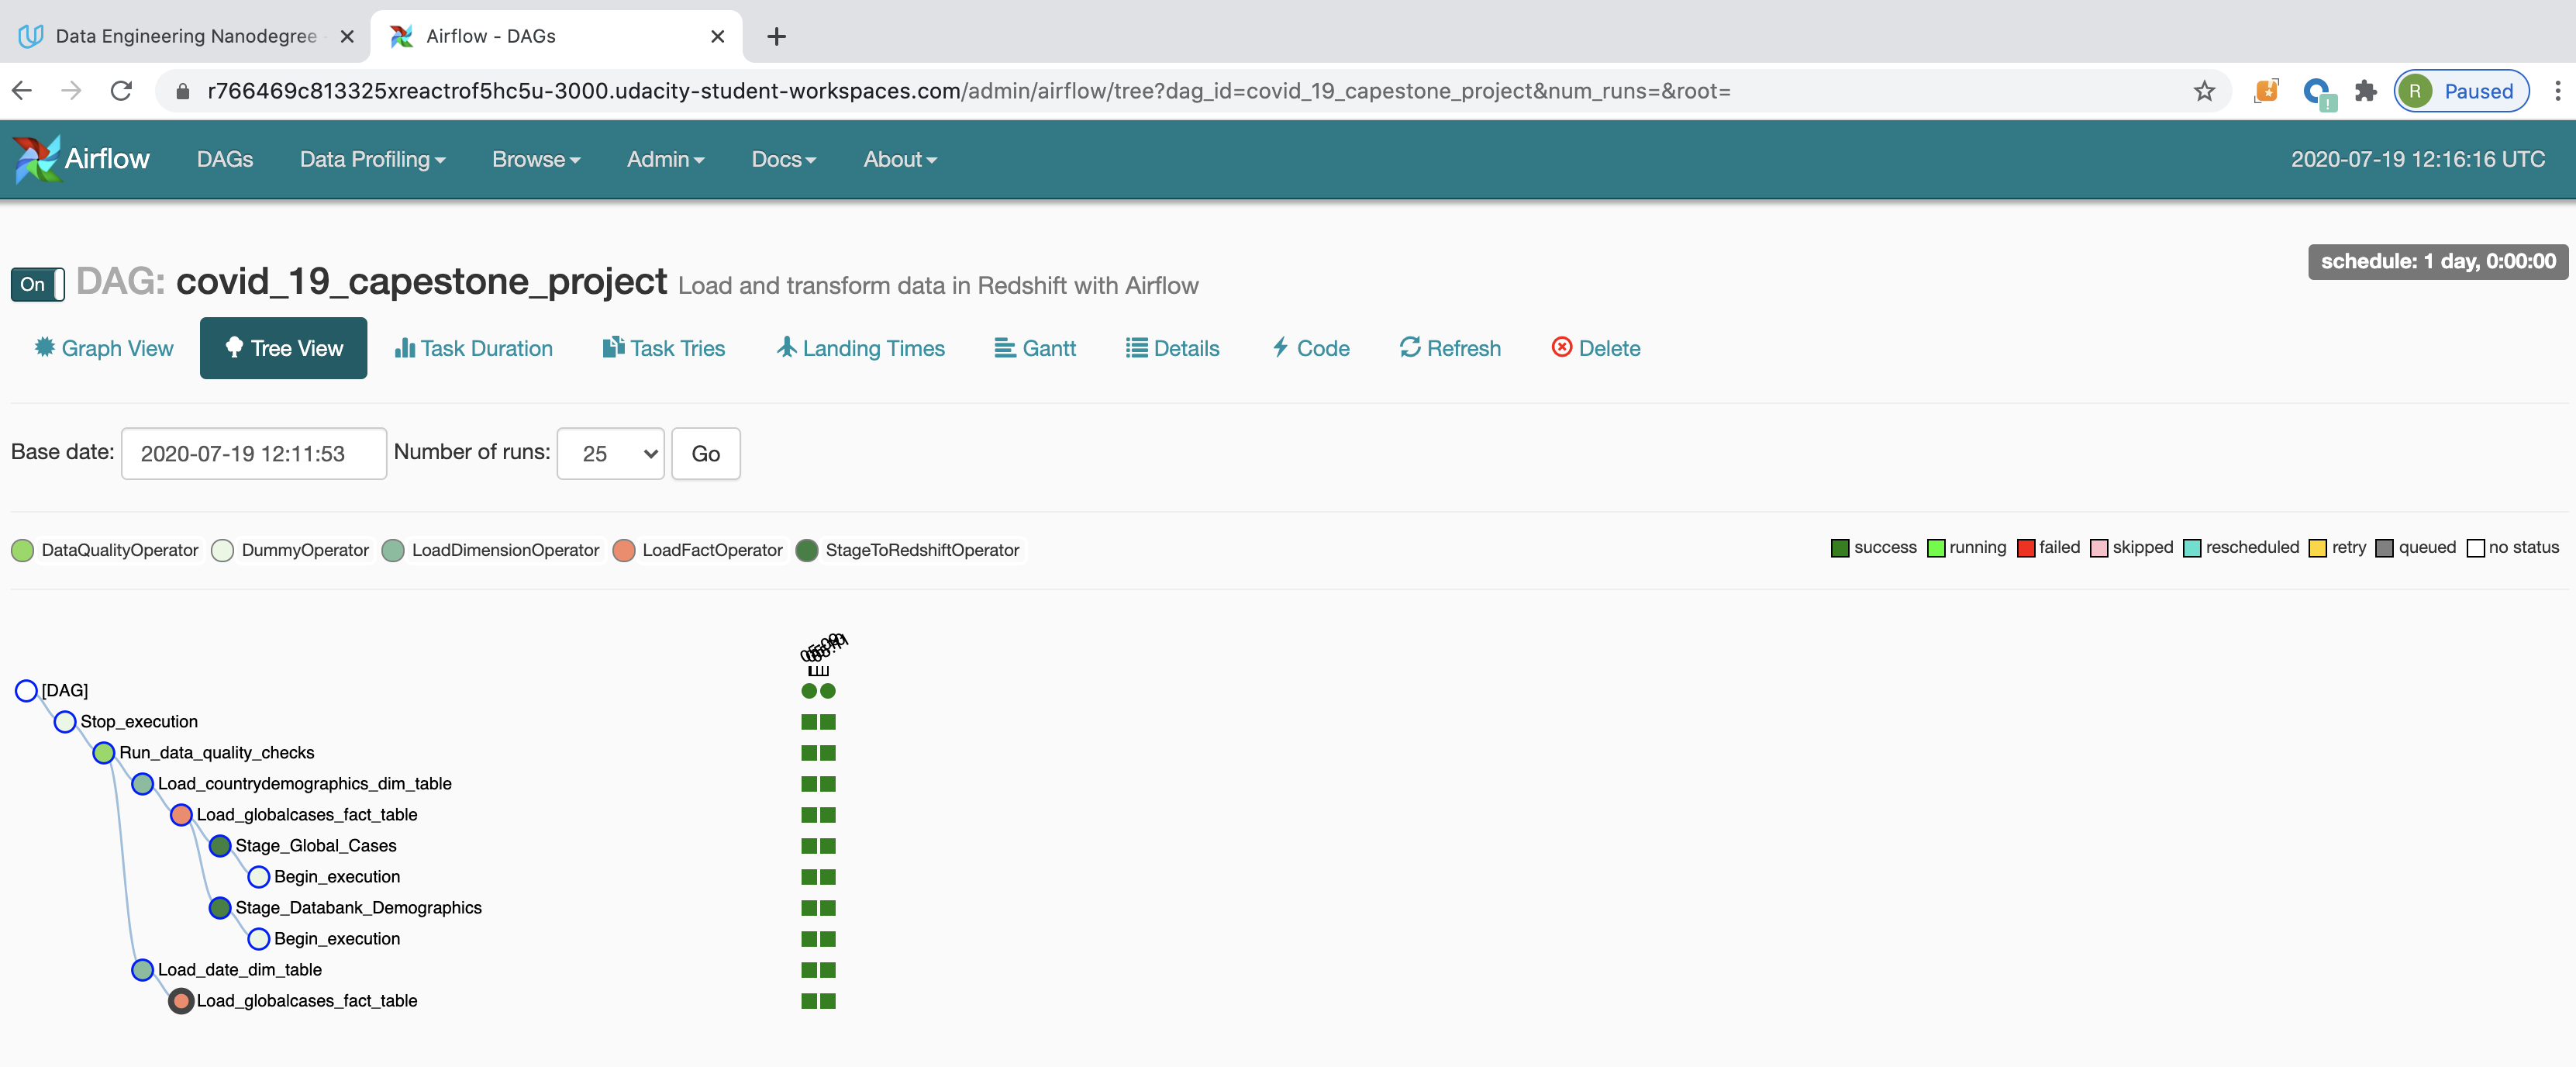 Data Engineering Nanodegree
Airflow - DAGs
r766469c813325xreactrof5hc5u-3000.udacity-student-workspaces.com/admin/airflow/tree?dag_id=covid_19_capestone_project&num_runs=&root=
R Paused
Airflow DAGs Data Profiling Browse Admin Docs About 2020-07-19 12:16:16 UTC
schedule: 1 day, 0:00:00
On DAG: covid_19_capestone_project Load and transform data in Redshift with Airflow
Graph View Tree View Task Duration Task Tries Landing Times Gantt Details Code Refresh Delete
Base date: 2020-07-19 12:11:53 Number of runs: 25 Go
DataQualityOperator DummyOperator LoadDimensionOperator LoadFactOperator StageToRedshiftOperator success running failed skipped rescheduled retry queued no status
[DAG]
Stop_execution
Run_data_quality_checks
Load_countrydemographics_dim_table
Load_globalcases_fact_table
Stage_Global_Cases
Begin_execution
Stage_Databank_Demographics
Begin_execution
Load_date_dim_table
Load_globalcases_fact_table